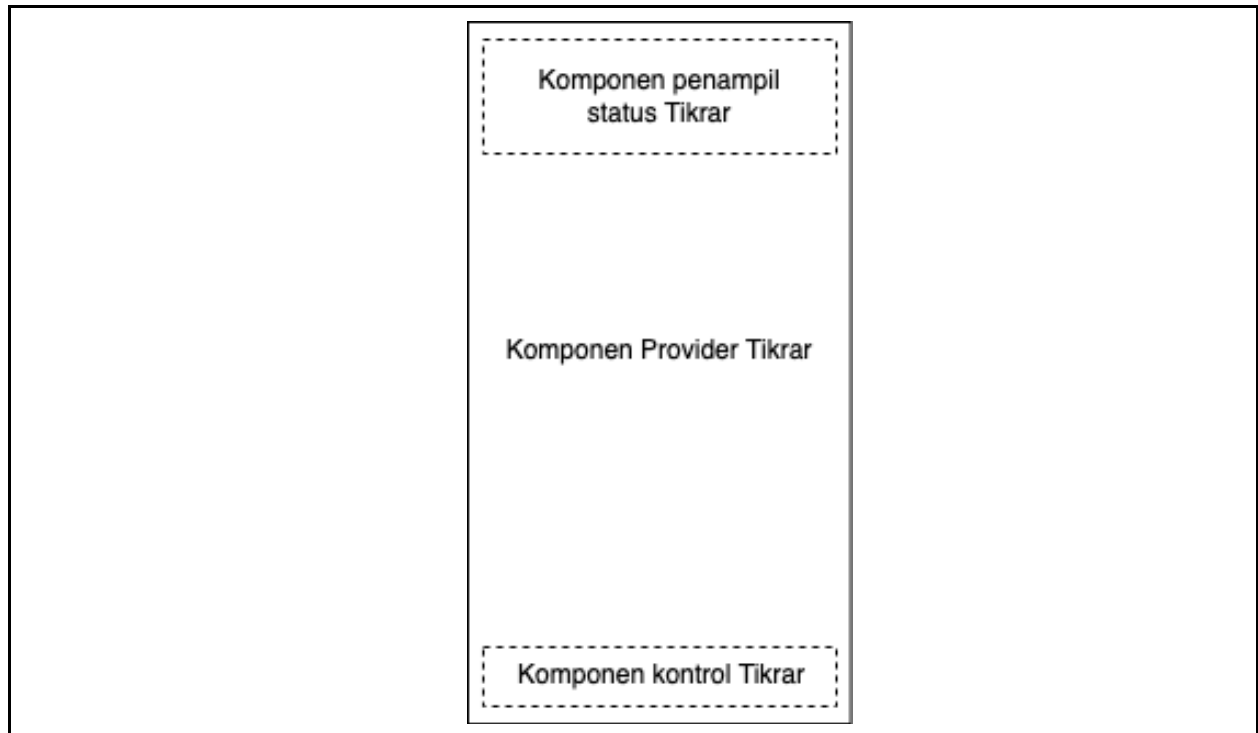 Komponen penampil
status Tikrar
Komponen Provider Tikrar
Komponen kontrol Tikrar